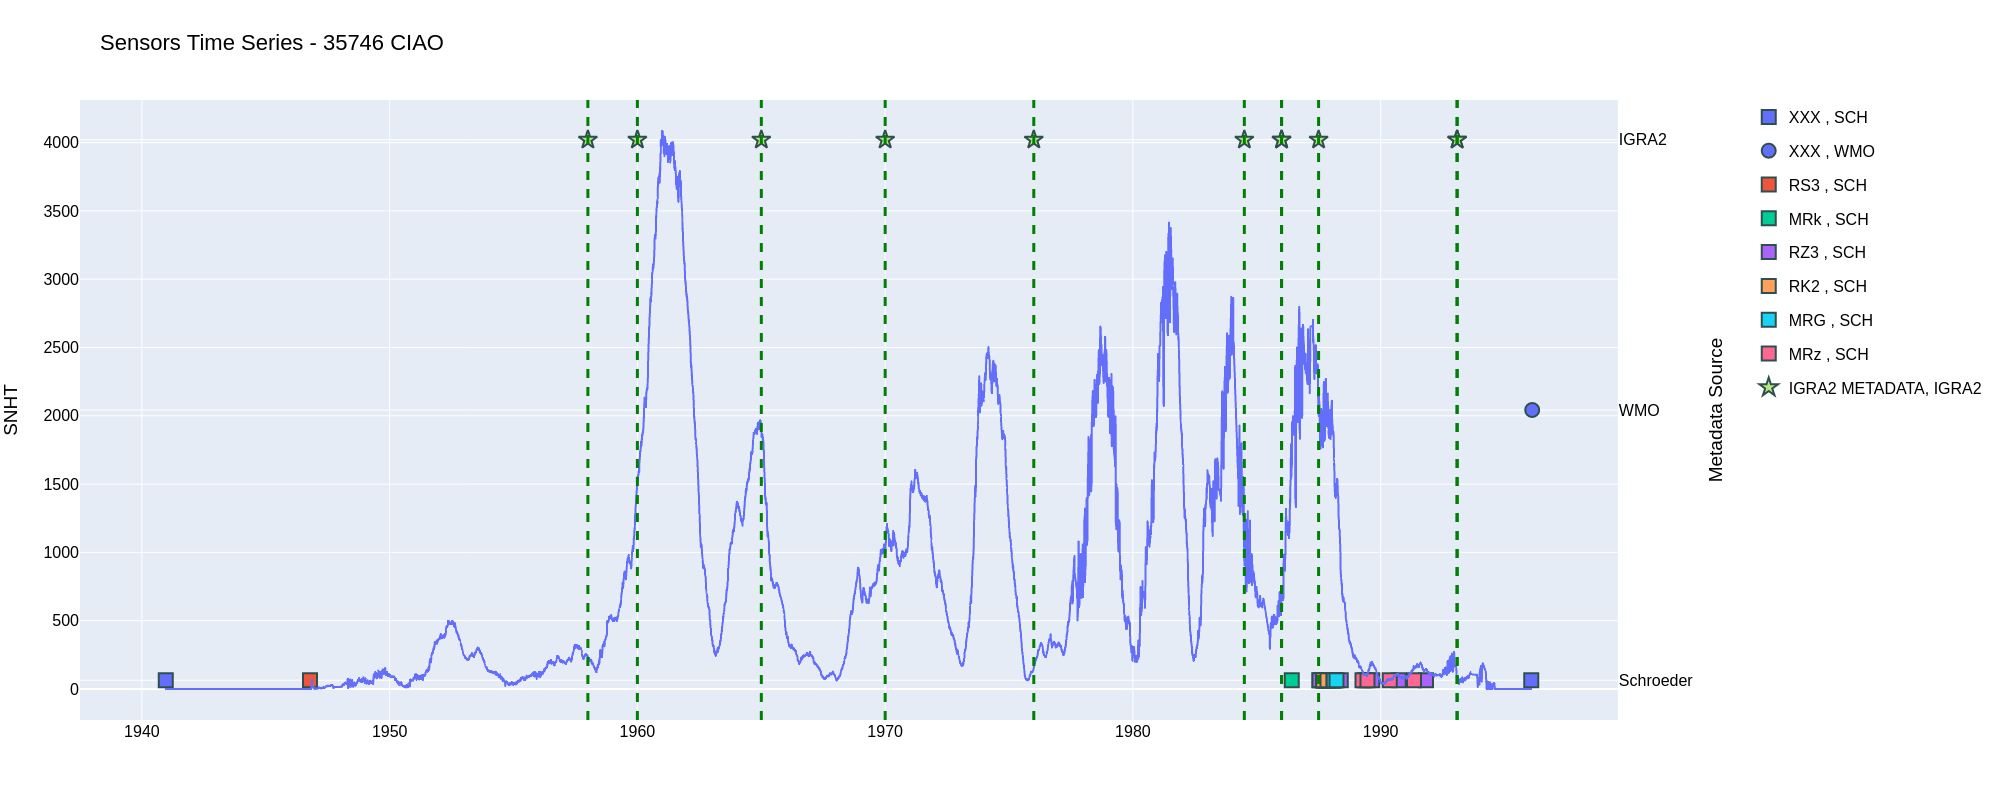 Sensors Time Series - 35746 CIAO
SNHT
4000
3500
3000
2500
2000
1500
1000
500
0
1940
1950
1960
1970
1980
1990
IGRA2
WMO
Schroeder
Metadata Source
XXX , SCH
XXX , WMO
RS3 , SCH
MRk , SCH
RZ3 , SCH
RK2 , SCH
MRG , SCH
MRz , SCH
IGRA2 METADATA, IGRA2